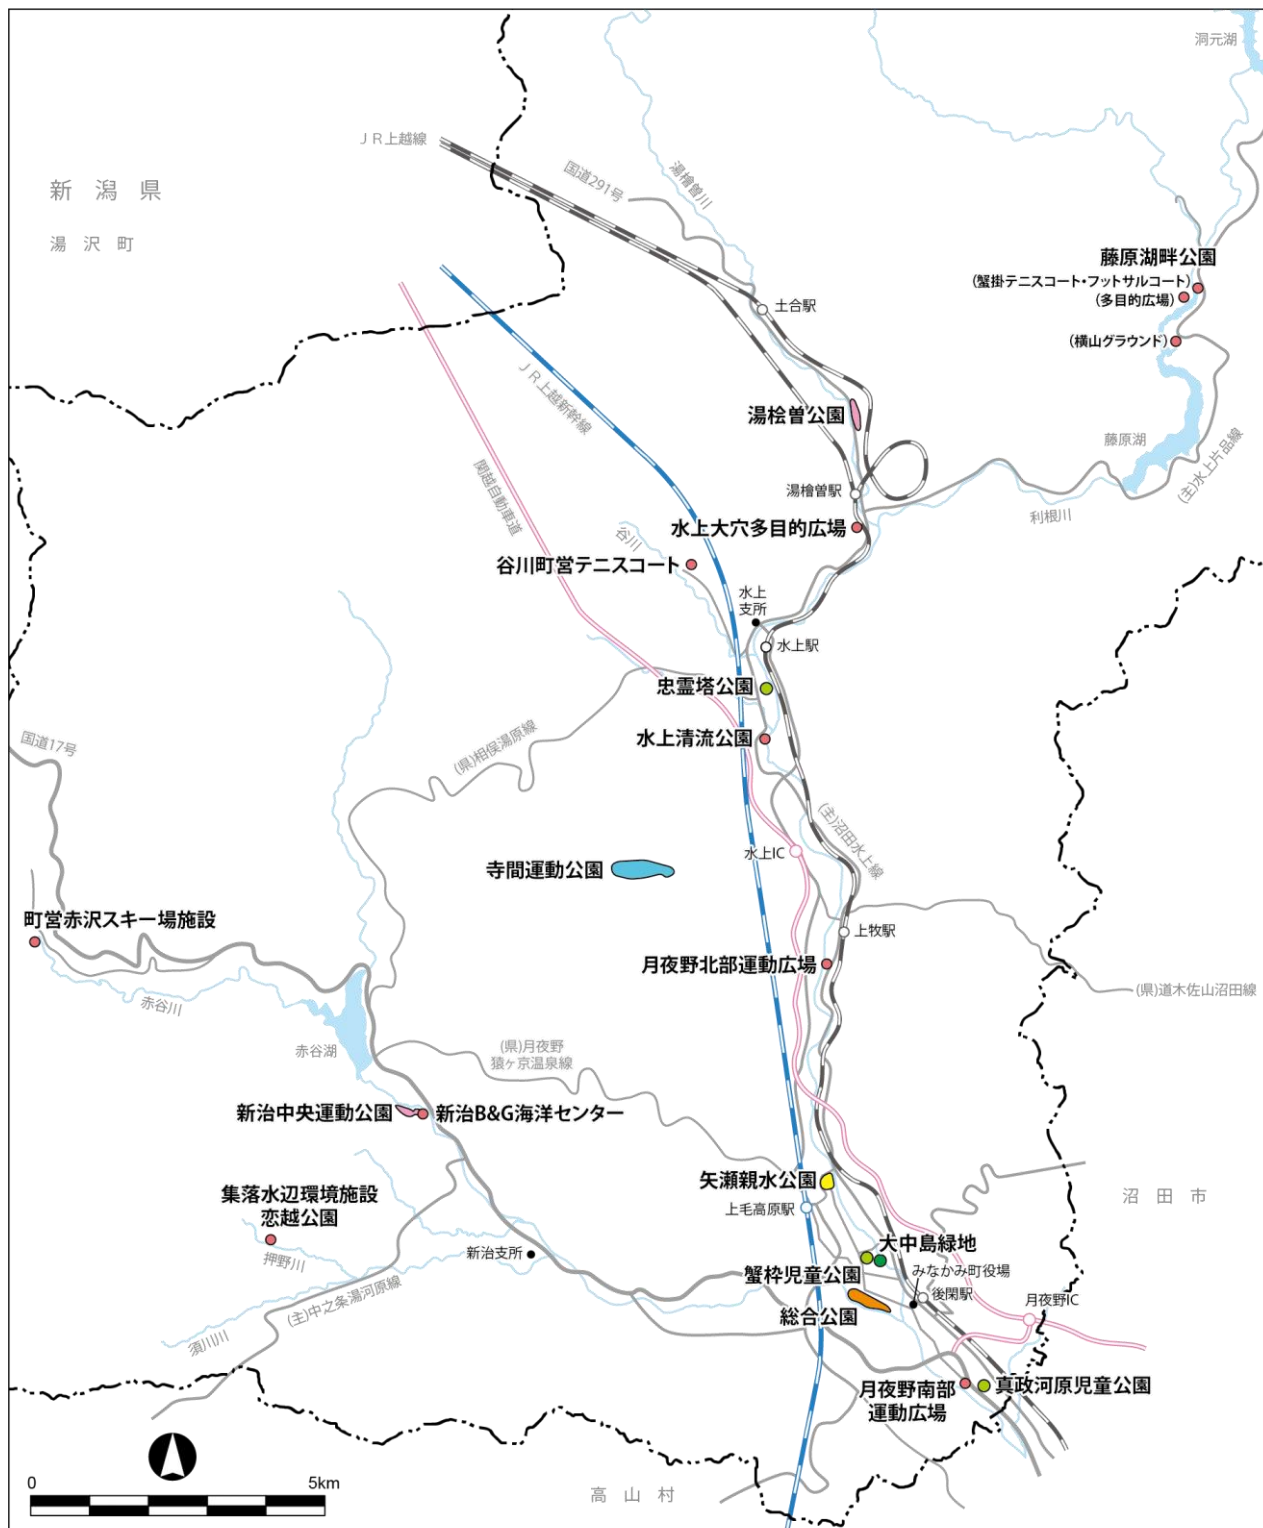 洞元湖
ＪＲ上越線
国道291号
湯檜曽川
新潟県
湯沢町
藤原湖畔公園
(蟹掛テニスコート・フットサルコート)
(多目的広場)
土合駅
(横山グラウンド)
ＪＲ上越新幹線
湯桧曽公園
藤原湖
(主)水上片品線
関越自動車道
湯檜曽駅
利根川
水上大穴多目的広場
谷川
谷川町営テニスコート
水上
支所
水上駅
忠霊塔公園
水上清流公園
国道17号
(県)相俣湯原線
(主)沼田水上線
水上IC
寺間運動公園
町営赤沢スキー場施設
上牧駅
月夜野北部運動広場
(県)道木佐山沼田線
赤谷川
赤谷湖
(県)月夜野
猿ヶ京温泉線
新治中央運動公園
新治B&G海洋センター
矢瀬親水公園
沼田市
集落水辺環境施設
恋越公園
上毛高原駅
押野川
新治支所
大中島緑地
みなかみ町役場
蟹枠児童公園
後閑駅
月夜野IC
(主)中之条湯河原線
総合公園
須川川
月夜野南部
運動広場
真政河原児童公園
0
5km
高山村